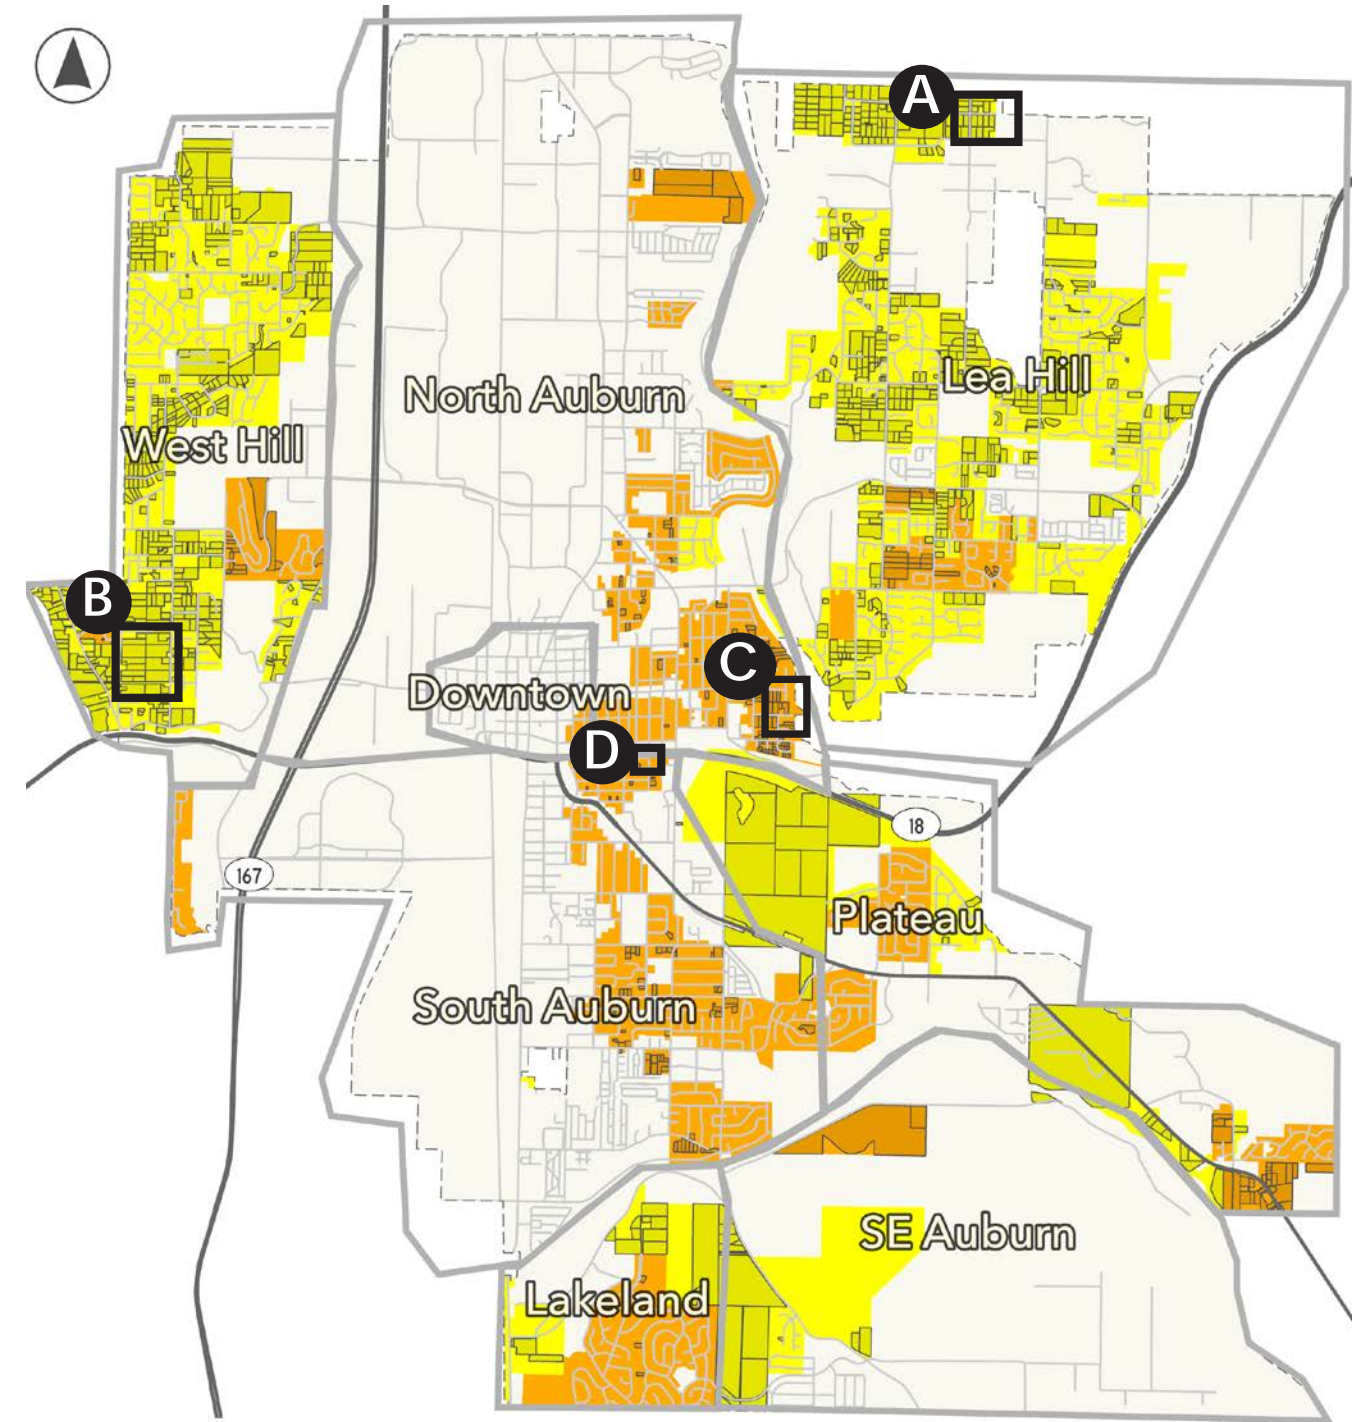 A
North Auburn
Lea Hill
West Hill
B
C
Downtown
D
18
167
Plateau
South Auburn
SE Auburn
Lakeland